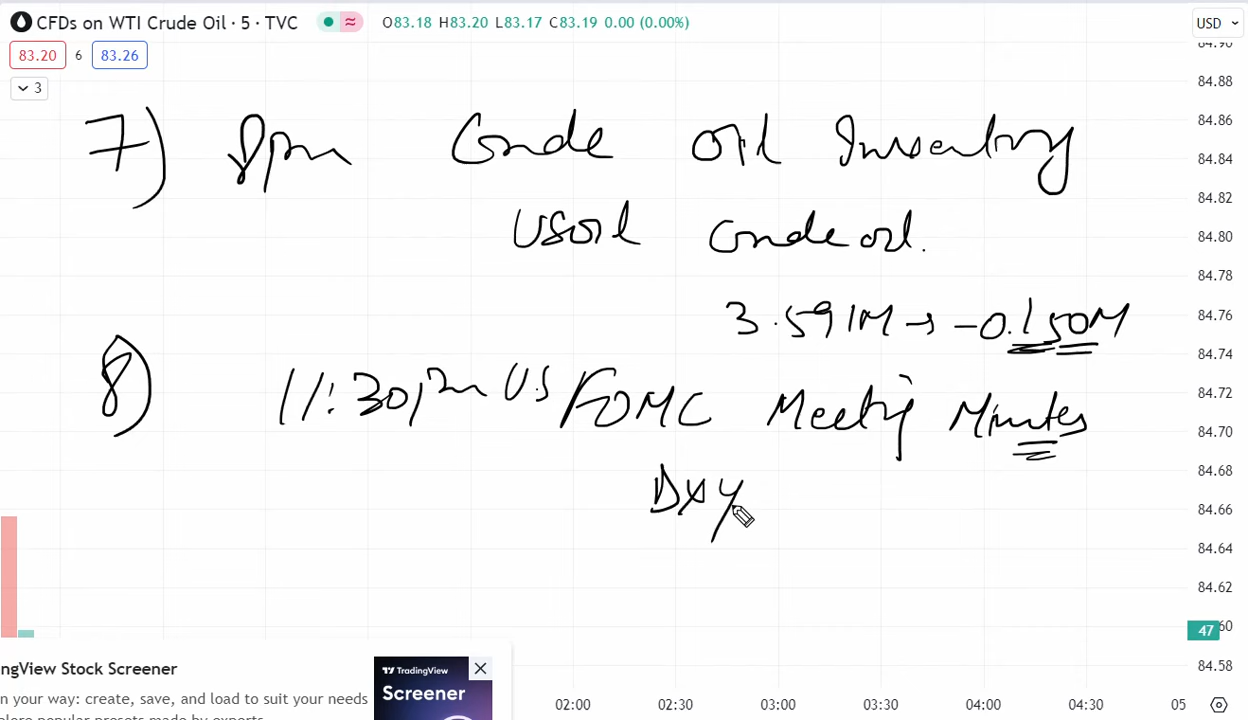 CFDs on WTI Crude Oil · 5 · TVC ≈ O83.18 H83.20 L83.17 C83.19 0.00 (0.00%) USD
83.20 6 83.26
3
84.90
84.88
84.86
84.84
84.82
84.80
84.78
84.76
84.74
84.72
84.70
84.68
84.66
84.64
84.62
47
84.58
7) 8pm Crude Oil Inventory
USOIL Crude oil.
3.591M → -0.150M
8) 11:30pm US/FOMC Meeting Minutes
DXY
ngView Stock Screener
n your way: create, save, and load to suit your needs
TradingView
Screener
02:00 02:30 03:00 03:30 04:00 04:30 05